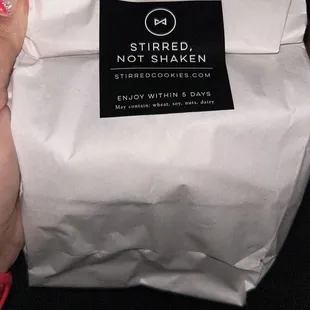 STIRRED,
NOT SHAKEN
STIRREDCOOKIES.COM
ENJOY WITHIN 5 DAYS
May contain: wheat, soy, nuts, dairy